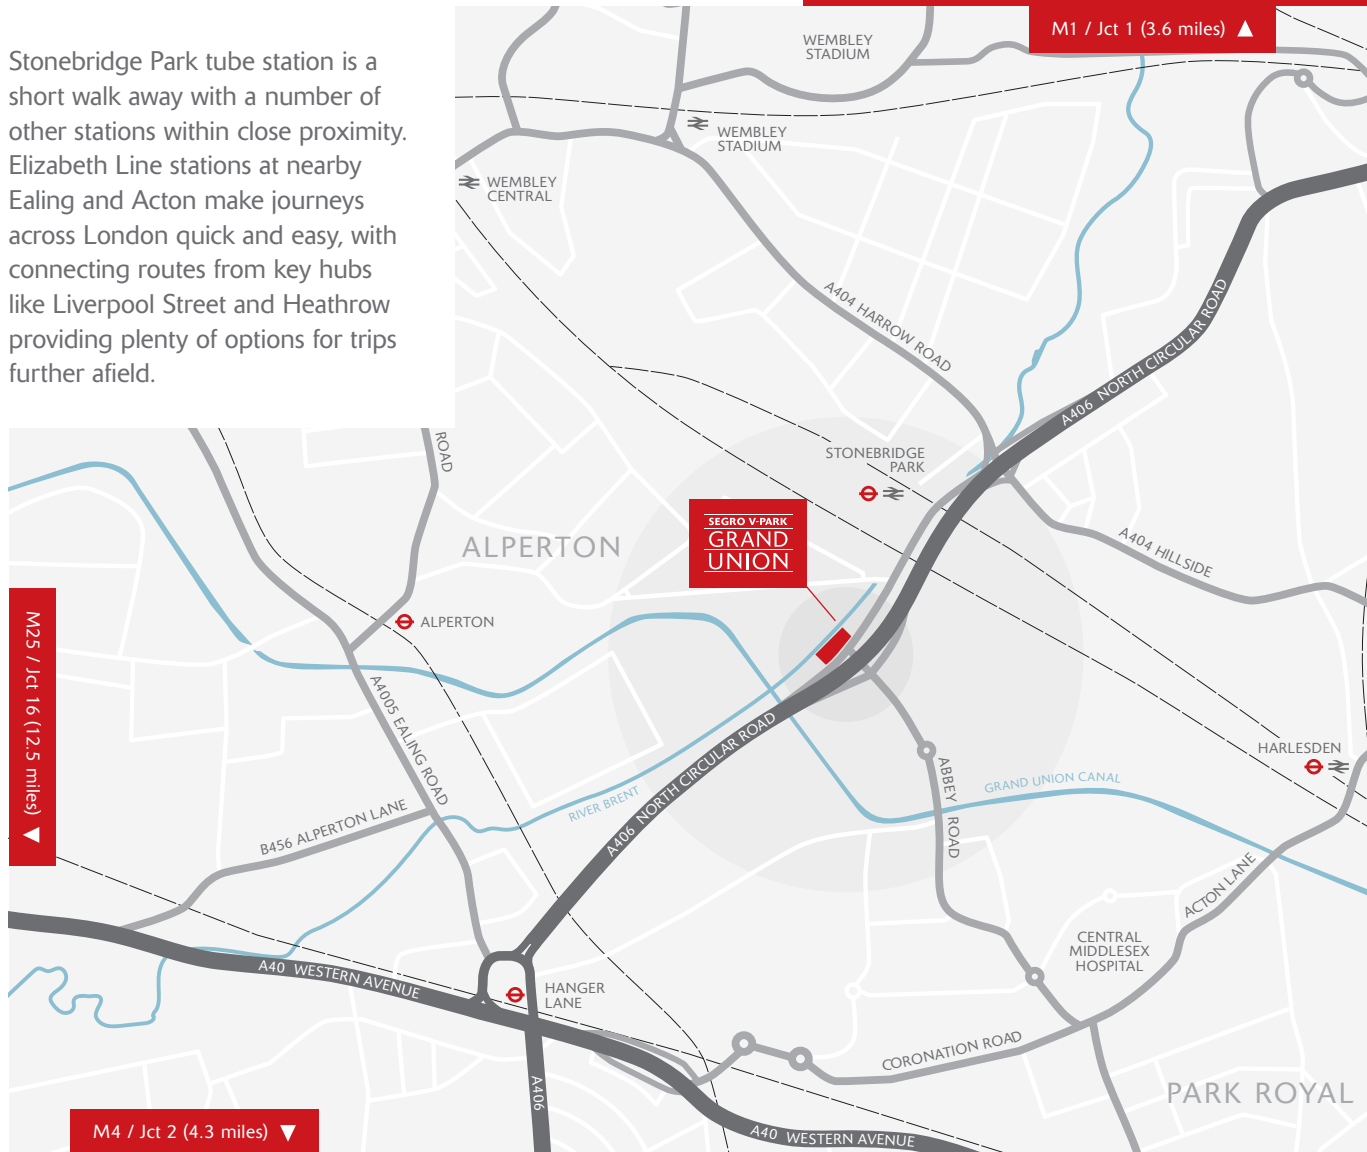 M1 / Jct 1 (3.6 miles) ▲
Stonebridge Park tube station is a
short walk away with a number of
other stations within close proximity.
Elizabeth Line stations at nearby
Ealing and Acton make journeys
across London quick and easy, with
connecting routes from key hubs
like Liverpool Street and Heathrow
providing plenty of options for trips
further afield.
WEMBLEY
STADIUM
WEMBLEY
STADIUM
WEMBLEY
CENTRAL
A404 HARROW ROAD
A406 NORTH CIRCULAR ROAD
ROAD
STONEBRIDGE
PARK
SEGRO V-PARK
GRAND
UNION
ALPERTON
A404 HILLSIDE
ALPERTON
M25 / Jct 16 (12.5 miles) ▼
A4005 EALING ROAD
HARLESDEN
ABBEY ROAD
GRAND UNION CANAL
RIVER BRENT
A406 NORTH CIRCULAR ROAD
B456 ALPERTON LANE
ACTON LANE
CENTRAL
MIDDLESEX
HOSPITAL
A40 WESTERN AVENUE
HANGER
LANE
CORONATION ROAD
A406
PARK ROYAL
M4 / Jct 2 (4.3 miles) ▼
A40 WESTERN AVENUE